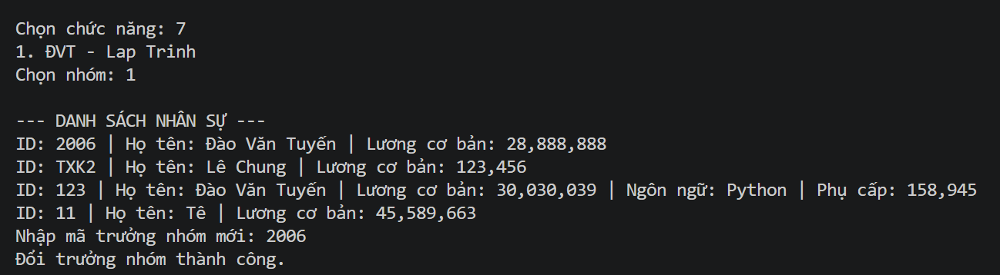 Chọn chức năng: 7
1. ĐVT - Lap Trinh
Chọn nhóm: 1
--- DANH SÁCH NHÂN SỰ ---
ID: 2006 | Họ tên: Đào Văn Tuyến | Lương cơ bản: 28,888,888
ID: TXK2 | Họ tên: Lê Chung | Lương cơ bản: 123,456
ID: 123 | Họ tên: Đào Văn Tuyến | Lương cơ bản: 30,030,039 | Ngôn ngữ: Python | Phụ cấp: 158,945
ID: 11 | Họ tên: Tê | Lương cơ bản: 45,589,663
Nhập mã trưởng nhóm mới: 2006
Đổi trưởng nhóm thành công.